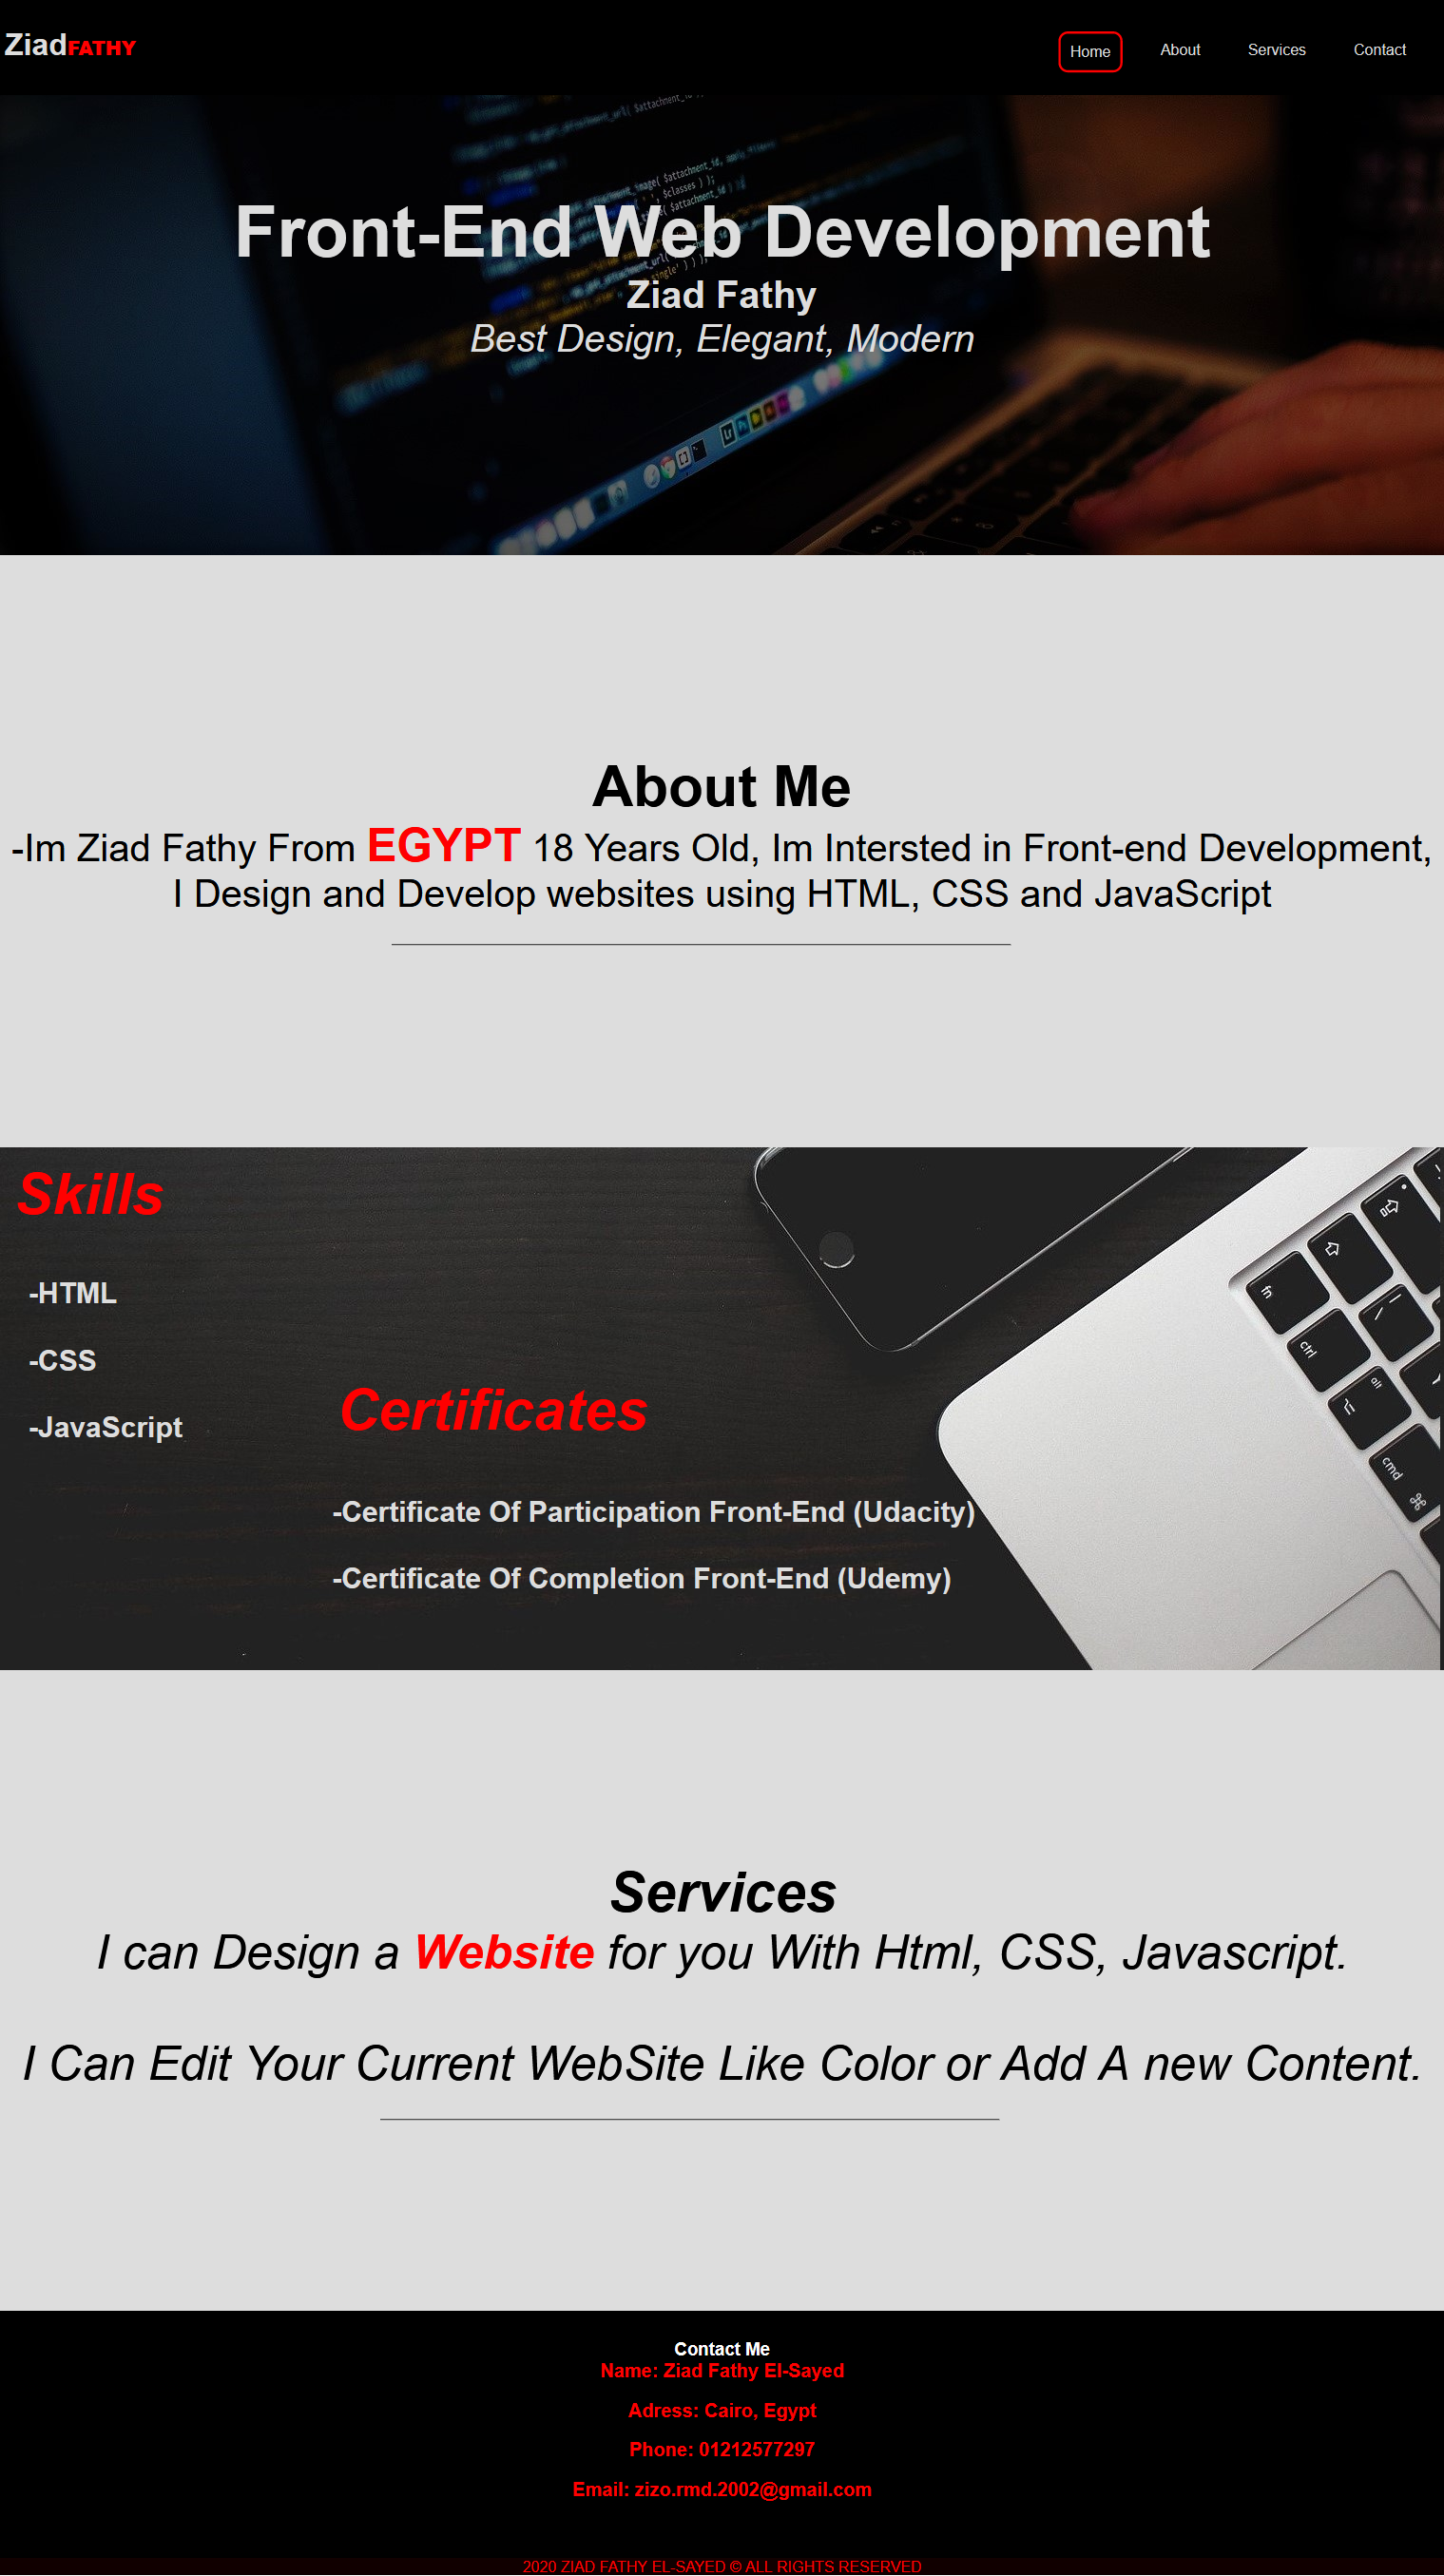 ZiadFATHY
Home About Services Contact
Front-End Web Development
Ziad Fathy
Best Design, Elegant, Modern
About Me
-Im Ziad Fathy From EGYPT 18 Years Old, Im Intersted in Front-end Development,
I Design and Develop websites using HTML, CSS and JavaScript
Skills
-HTML
-CSS
-JavaScript
Certificates
-Certificate Of Participation Front-End (Udacity)
-Certificate Of Completion Front-End (Udemy)
fn
ctrl
alt
cmd
Services
I can Design a Website for you With Html, CSS, Javascript.
I Can Edit Your Current WebSite Like Color or Add A new Content.
Contact Me
Name: Ziad Fathy El-Sayed
Adress: Cairo, Egypt
Phone: 01212577297
Email: zizo.rmd.2002@gmail.com
2020 ZIAD FATHY EL-SAYED © ALL RIGHTS RESERVED